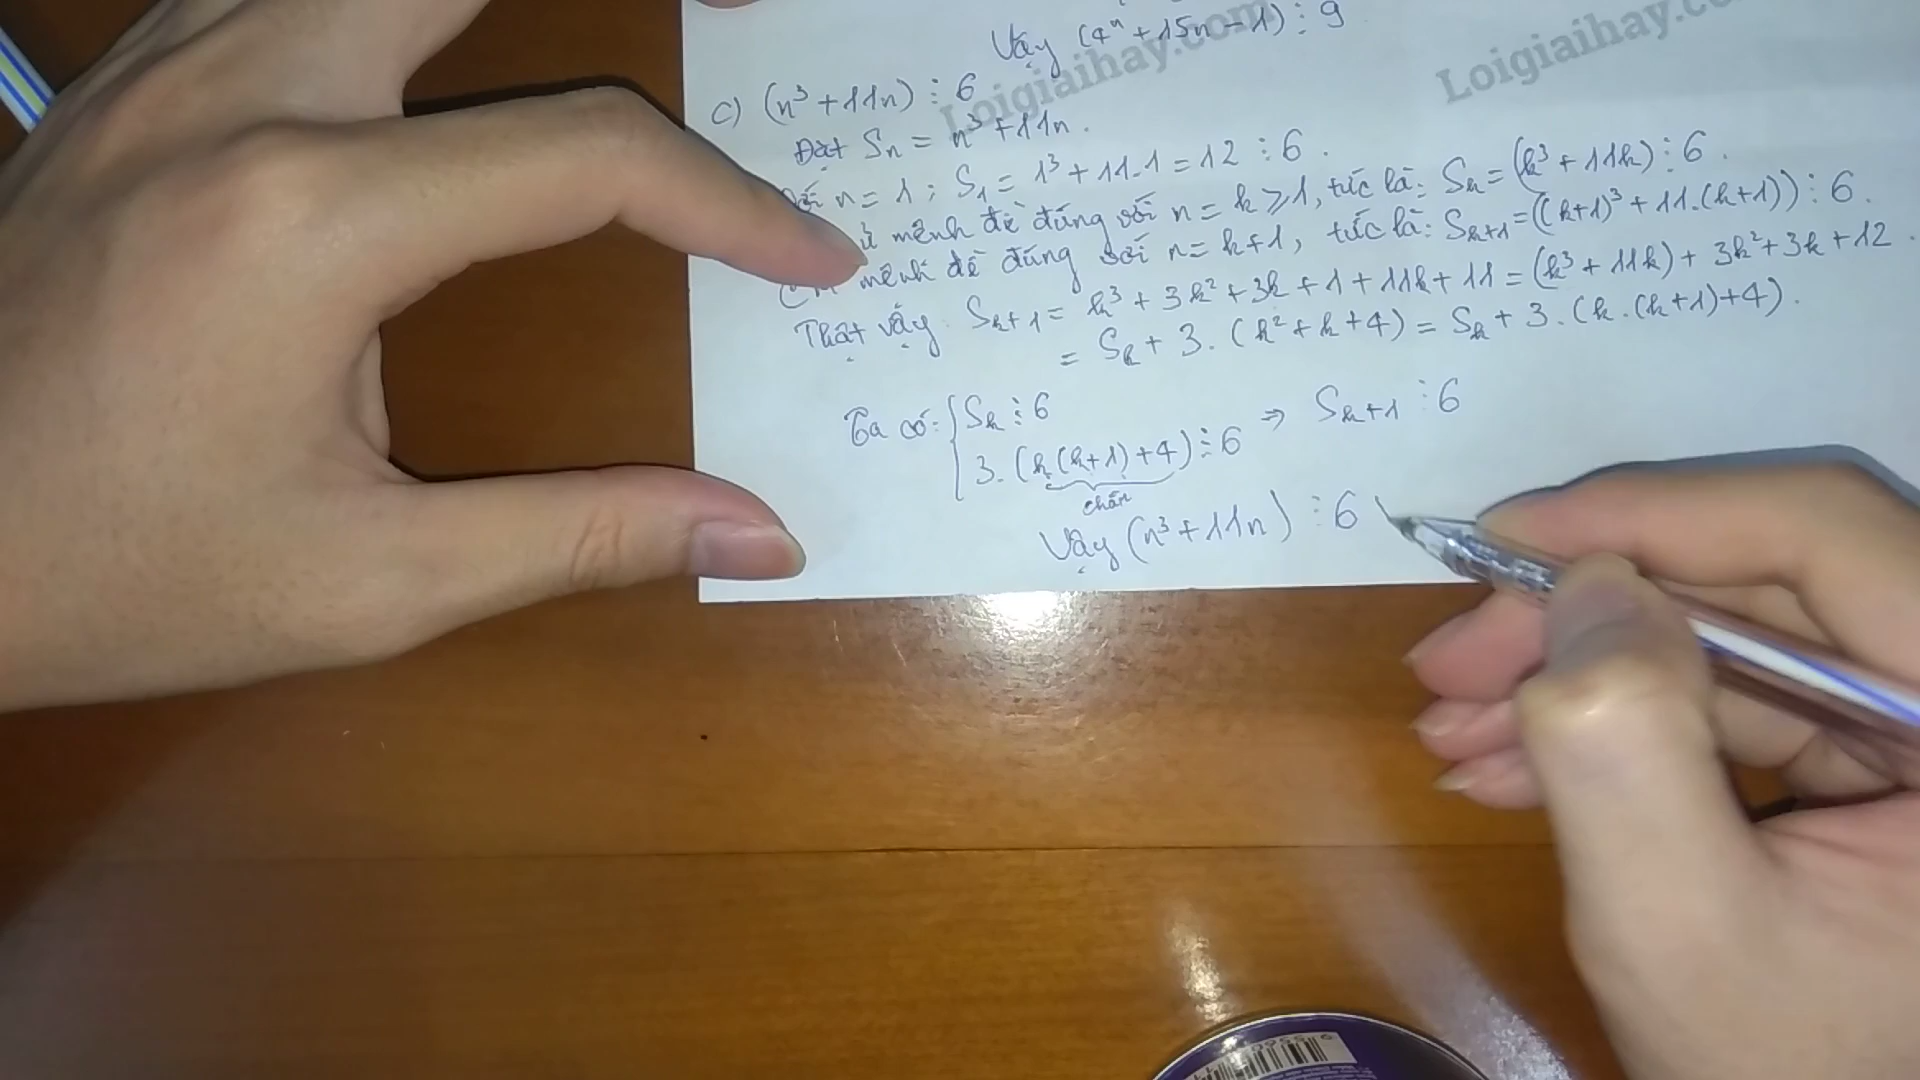 Vậy (4ⁿ + 15n - 1) ⋮ 9
c) (n³ + 11n) ⋮ 6
Đặt Sn = n³ + 11n.
n = 1 ; S₁ = 1³ + 11.1 = 12 ⋮ 6.
mệnh đề đúng với n = k ⩾ 1, tức là: Sk = (k³ + 11k) ⋮ 6.
mệnh đề đúng với n = k+1, tức là: Sk+1 = ((k+1)³ + 11.(k+1)) ⋮ 6.
Thật vậy: Sk+1 = k³ + 3k² + 3k + 1 + 11k + 11 = (k³ + 11k) + 3k² + 3k + 12
= Sk + 3.(k² + k + 4) = Sk + 3.(k.(k+1)+4).
Ta có: { Sk ⋮ 6
3.(k(k+1)+4) ⋮ 6 ⇒ Sk+1 ⋮ 6
chẵn
Vậy (n³ + 11n) ⋮ 6
Loigiaihay.com
Loigiaihay.co